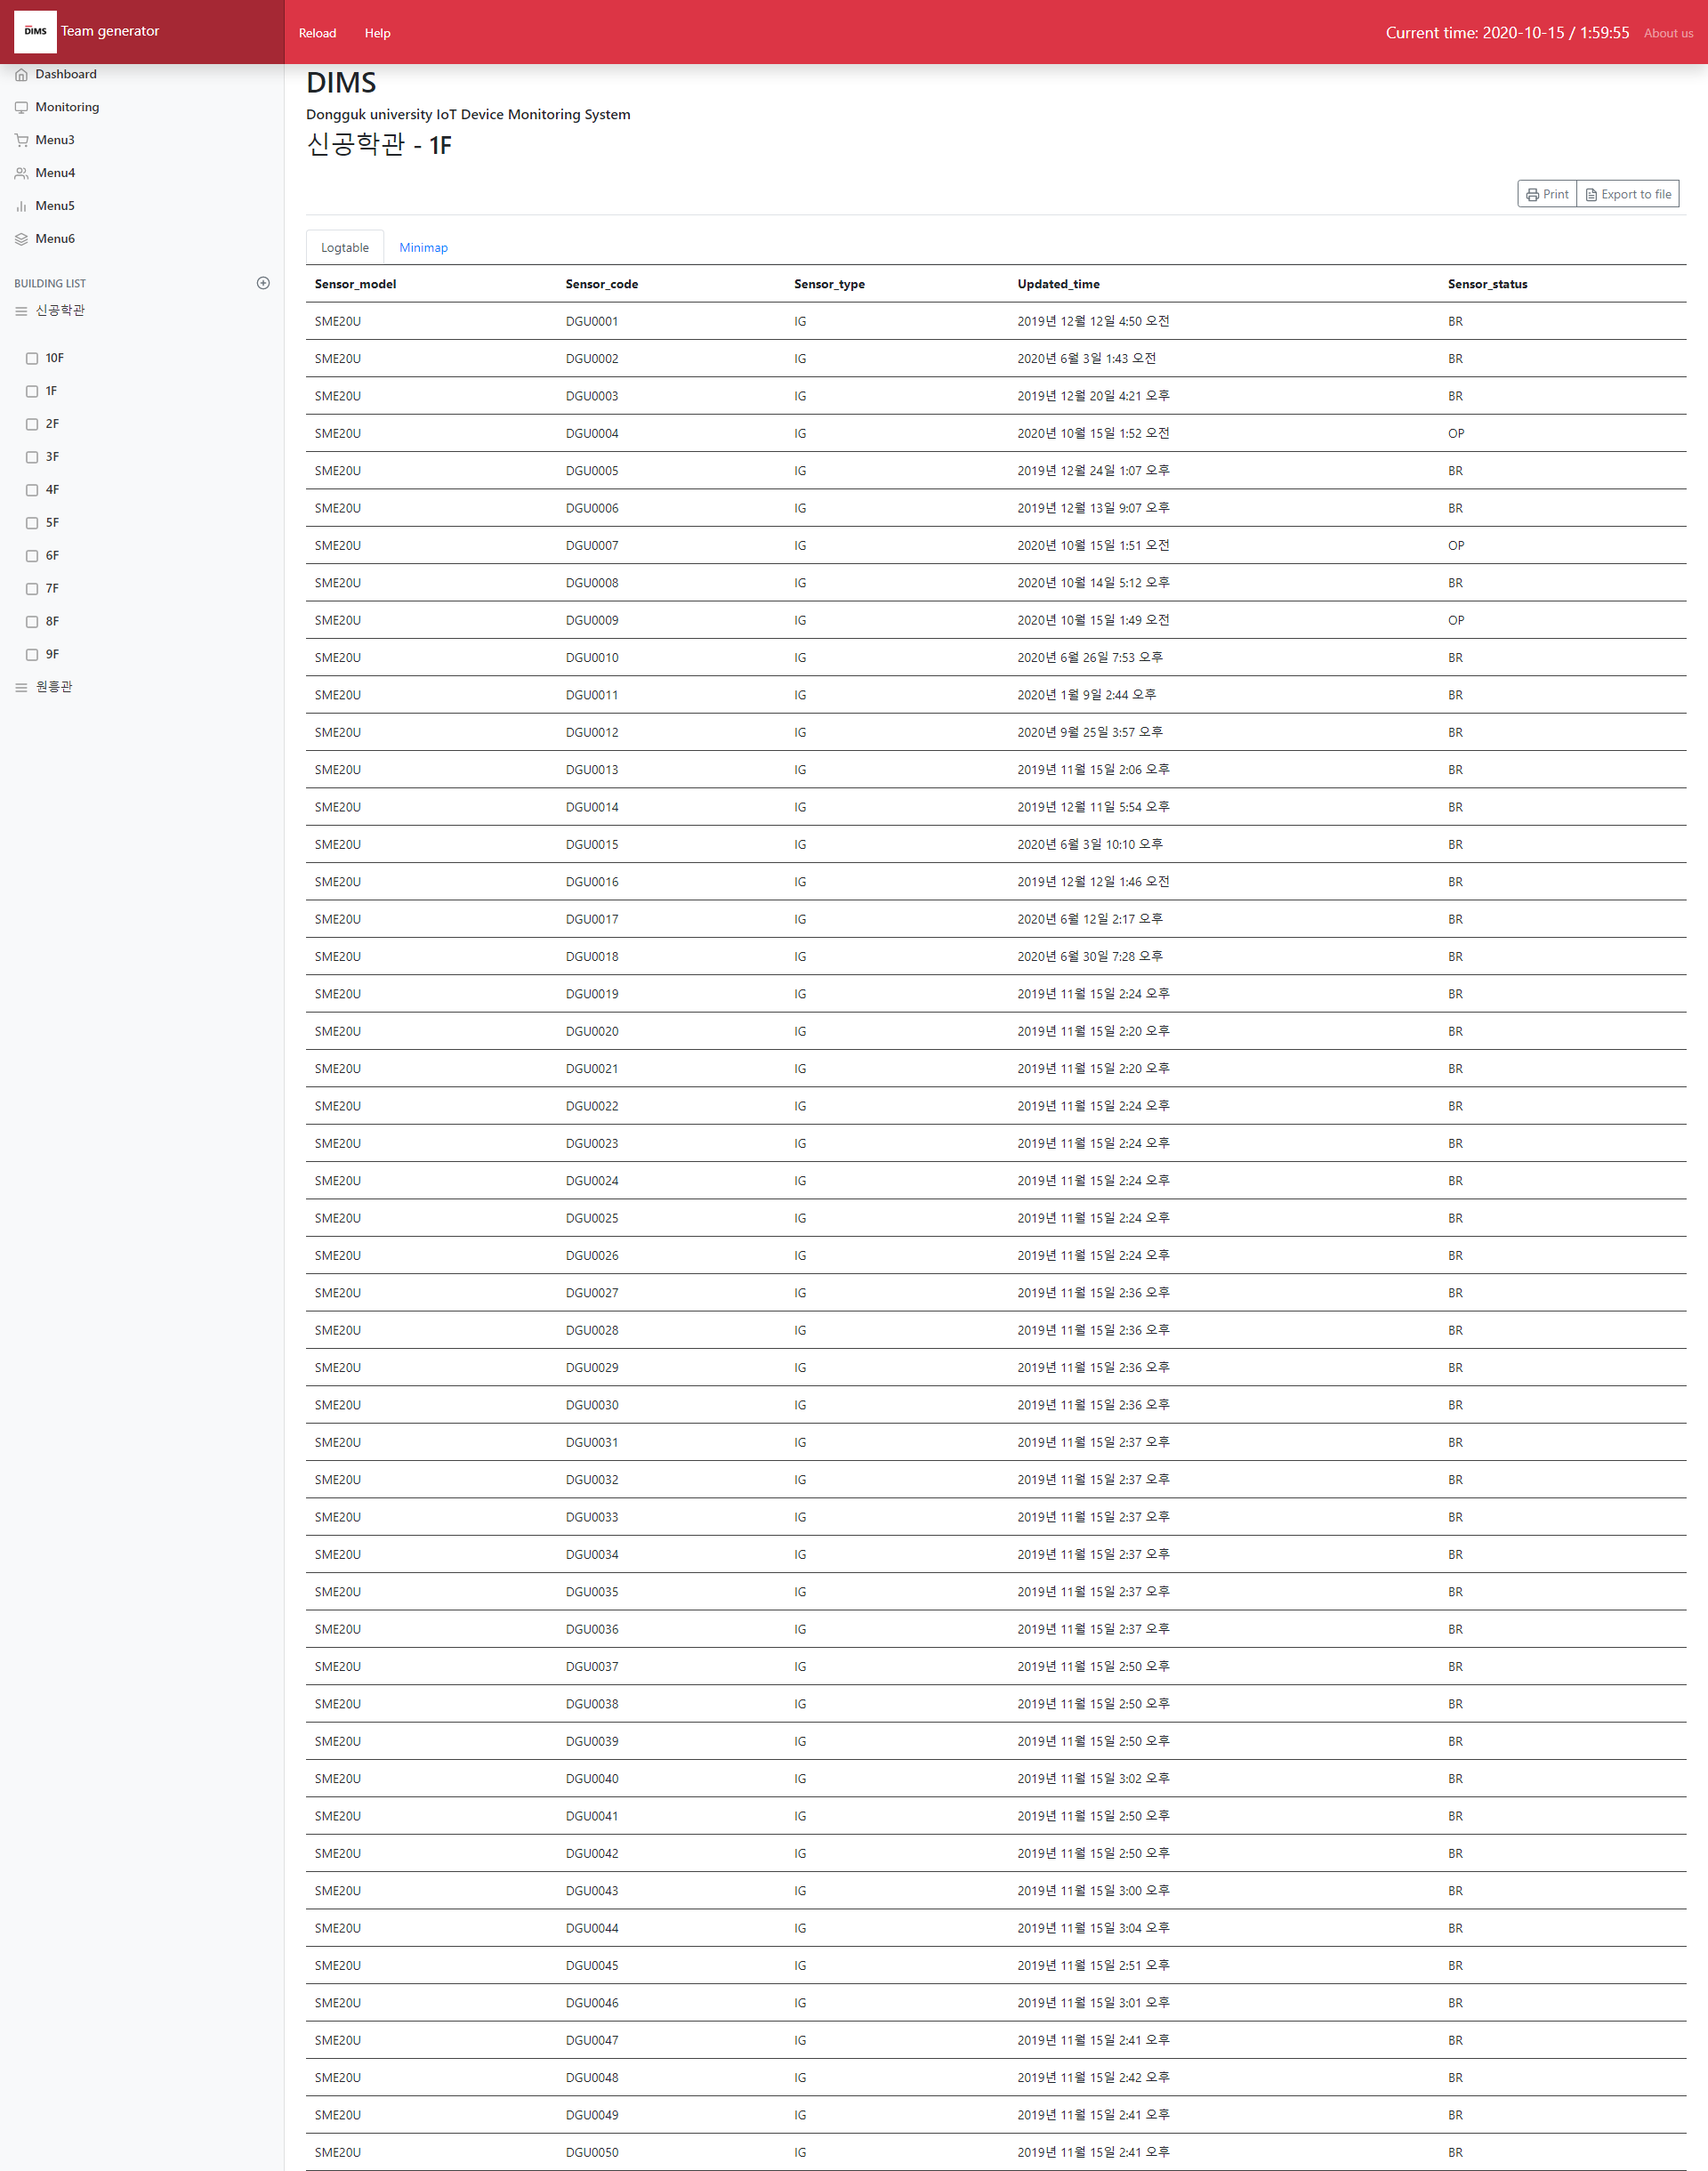 DIMS Team generator
Reload Help
Current time: 2020-10-15 / 1:59:55 About us
Dashboard
Monitoring
Menu3
Menu4
Menu5
Menu6
BUILDING LIST
신공학관
10F
1F
2F
3F
4F
5F
6F
7F
8F
9F
원흥관
DIMS
Dongguk university IoT Device Monitoring System
신공학관 - 1F
Print Export to file
Logtable Minimap
Sensor_model Sensor_code Sensor_type Updated_time Sensor_status
SME20U DGU0001 IG 2019년 12월 12일 4:50 오전 BR
SME20U DGU0002 IG 2020년 6월 3일 1:43 오전 BR
SME20U DGU0003 IG 2019년 12월 20일 4:21 오후 BR
SME20U DGU0004 IG 2020년 10월 15일 1:52 오전 OP
SME20U DGU0005 IG 2019년 12월 24일 1:07 오후 BR
SME20U DGU0006 IG 2019년 12월 13일 9:07 오후 BR
SME20U DGU0007 IG 2020년 10월 15일 1:51 오전 OP
SME20U DGU0008 IG 2020년 10월 14일 5:12 오후 BR
SME20U DGU0009 IG 2020년 10월 15일 1:49 오전 OP
SME20U DGU0010 IG 2020년 6월 26일 7:53 오후 BR
SME20U DGU0011 IG 2020년 1월 9일 2:44 오후 BR
SME20U DGU0012 IG 2020년 9월 25일 3:57 오후 BR
SME20U DGU0013 IG 2019년 11월 15일 2:06 오후 BR
SME20U DGU0014 IG 2019년 12월 11일 5:54 오후 BR
SME20U DGU0015 IG 2020년 6월 3일 10:10 오후 BR
SME20U DGU0016 IG 2019년 12월 12일 1:46 오전 BR
SME20U DGU0017 IG 2020년 6월 12일 2:17 오후 BR
SME20U DGU0018 IG 2020년 6월 30일 7:28 오후 BR
SME20U DGU0019 IG 2019년 11월 15일 2:24 오후 BR
SME20U DGU0020 IG 2019년 11월 15일 2:20 오후 BR
SME20U DGU0021 IG 2019년 11월 15일 2:20 오후 BR
SME20U DGU0022 IG 2019년 11월 15일 2:24 오후 BR
SME20U DGU0023 IG 2019년 11월 15일 2:24 오후 BR
SME20U DGU0024 IG 2019년 11월 15일 2:24 오후 BR
SME20U DGU0025 IG 2019년 11월 15일 2:24 오후 BR
SME20U DGU0026 IG 2019년 11월 15일 2:24 오후 BR
SME20U DGU0027 IG 2019년 11월 15일 2:36 오후 BR
SME20U DGU0028 IG 2019년 11월 15일 2:36 오후 BR
SME20U DGU0029 IG 2019년 11월 15일 2:36 오후 BR
SME20U DGU0030 IG 2019년 11월 15일 2:36 오후 BR
SME20U DGU0031 IG 2019년 11월 15일 2:37 오후 BR
SME20U DGU0032 IG 2019년 11월 15일 2:37 오후 BR
SME20U DGU0033 IG 2019년 11월 15일 2:37 오후 BR
SME20U DGU0034 IG 2019년 11월 15일 2:37 오후 BR
SME20U DGU0035 IG 2019년 11월 15일 2:37 오후 BR
SME20U DGU0036 IG 2019년 11월 15일 2:37 오후 BR
SME20U DGU0037 IG 2019년 11월 15일 2:50 오후 BR
SME20U DGU0038 IG 2019년 11월 15일 2:50 오후 BR
SME20U DGU0039 IG 2019년 11월 15일 2:50 오후 BR
SME20U DGU0040 IG 2019년 11월 15일 3:02 오후 BR
SME20U DGU0041 IG 2019년 11월 15일 2:50 오후 BR
SME20U DGU0042 IG 2019년 11월 15일 2:50 오후 BR
SME20U DGU0043 IG 2019년 11월 15일 3:00 오후 BR
SME20U DGU0044 IG 2019년 11월 15일 3:04 오후 BR
SME20U DGU0045 IG 2019년 11월 15일 2:51 오후 BR
SME20U DGU0046 IG 2019년 11월 15일 3:01 오후 BR
SME20U DGU0047 IG 2019년 11월 15일 2:41 오후 BR
SME20U DGU0048 IG 2019년 11월 15일 2:42 오후 BR
SME20U DGU0049 IG 2019년 11월 15일 2:41 오후 BR
SME20U DGU0050 IG 2019년 11월 15일 2:41 오후 BR